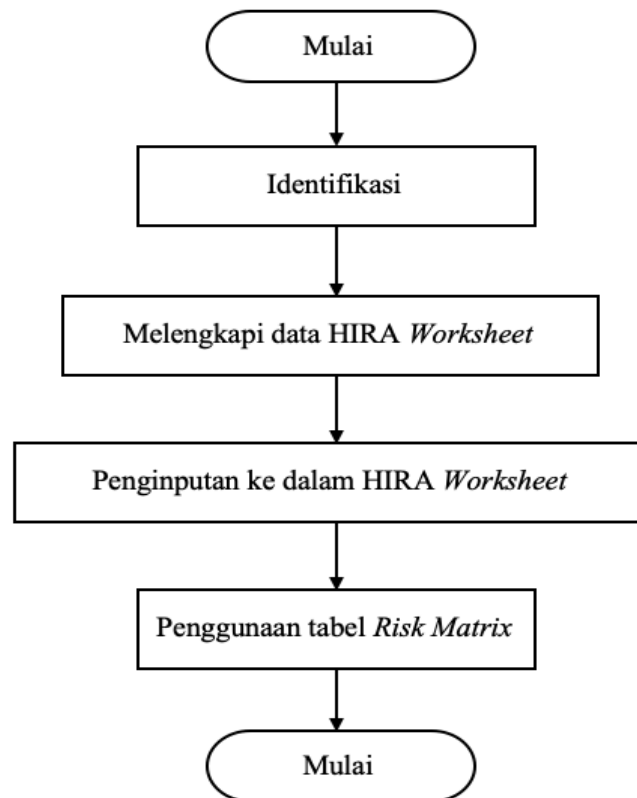 Mulai
Identifikasi
Melengkapi data HIRA Worksheet
Penginputan ke dalam HIRA Worksheet
Penggunaan tabel Risk Matrix
Mulai